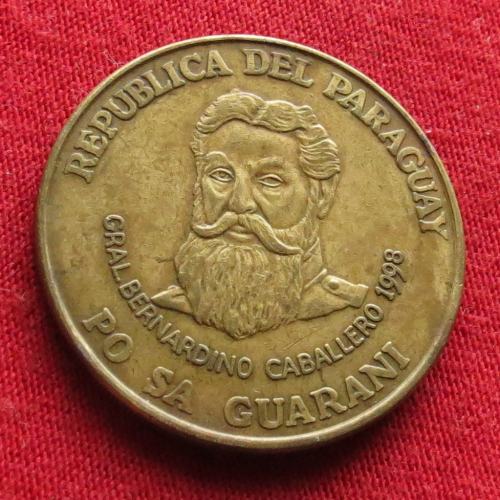 REPUBLICA DEL PARAGUAY
GRAL.BERNARDINO CABALLERO 1998
PO SA GUARANI